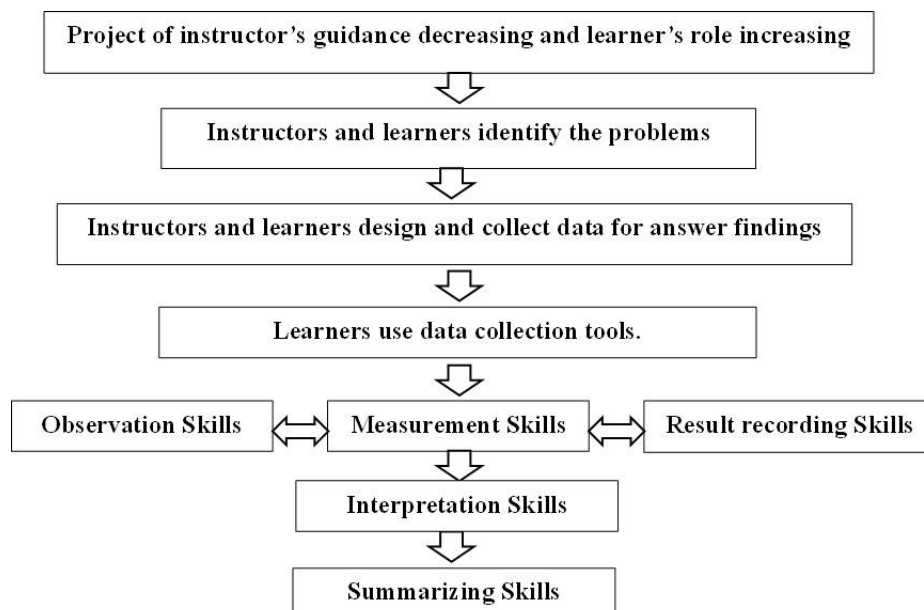 Project of instructor’s guidance decreasing and learner’s role increasing
Instructors and learners identify the problems
Instructors and learners design and collect data for answer findings
Learners use data collection tools.
Observation Skills
Measurement Skills
Result recording Skills
Interpretation Skills
Summarizing Skills